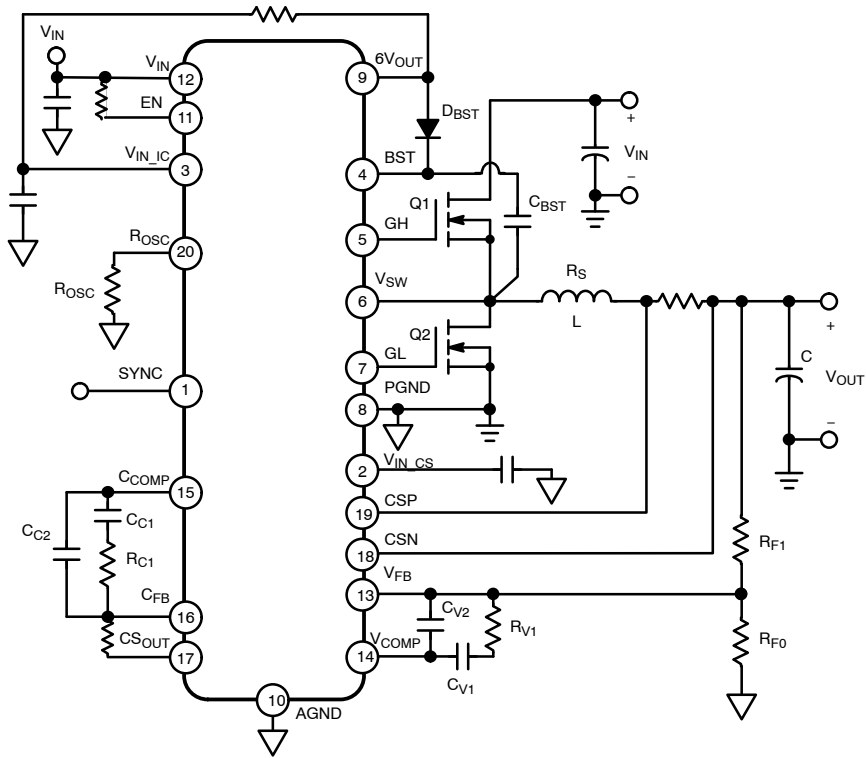 V_IN
V_IN
12
EN
11
V_IN_IC
3
R_OSC
20
R_OSC
SYNC
1
C_COMP
15
C_C2
C_C1
R_C1
C_FB
16
CS_OUT
17
10
AGND
6V_OUT
9
D_BST
BST
4
Q1
C_BST
GH
5
+
V_IN
−
V_SW
6
R_S
L
Q2
GL
7
PGND
8
+
C
V_OUT
−
V_IN_CS
2
CSP
19
CSN
18
V_FB
13
R_F1
C_V2
R_V1
V_COMP
14
C_V1
R_F0